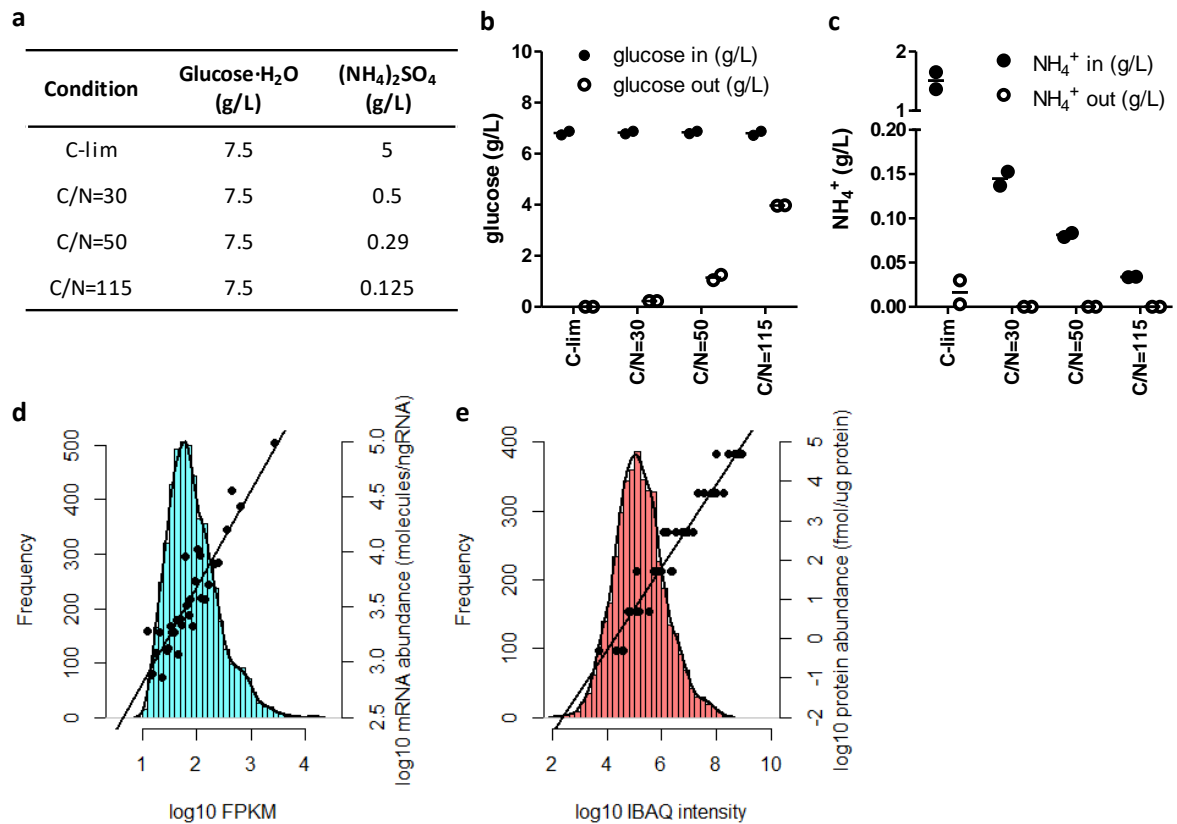 a
Condition Glucose·H₂O (g/L) (NH₄)₂SO₄ (g/L)
C-lim 7.5 5
C/N=30 7.5 0.5
C/N=50 7.5 0.29
C/N=115 7.5 0.125
b
glucose in (g/L)
glucose out (g/L)
glucose (g/L)
10
8
6
4
2
0
C-lim
C/N=30
C/N=50
C/N=115
c
NH₄⁺ in (g/L)
NH₄⁺ out (g/L)
NH₄⁺ (g/L)
2
1
0.20
0.15
0.10
0.05
0.00
C-lim
C/N=30
C/N=50
C/N=115
d
Frequency
500
400
300
200
100
0
1 2 3 4
log10 FPKM
5.0
4.5
4.0
3.5
3.0
2.5
log10 mRNA abundance (molecules/ngRNA)
e
Frequency
400
300
200
100
0
2 4 6 8 10
log10 IBAQ intensity
5
4
3
2
1
0
-1
-2
log10 protein abundance (fmol/ug protein)